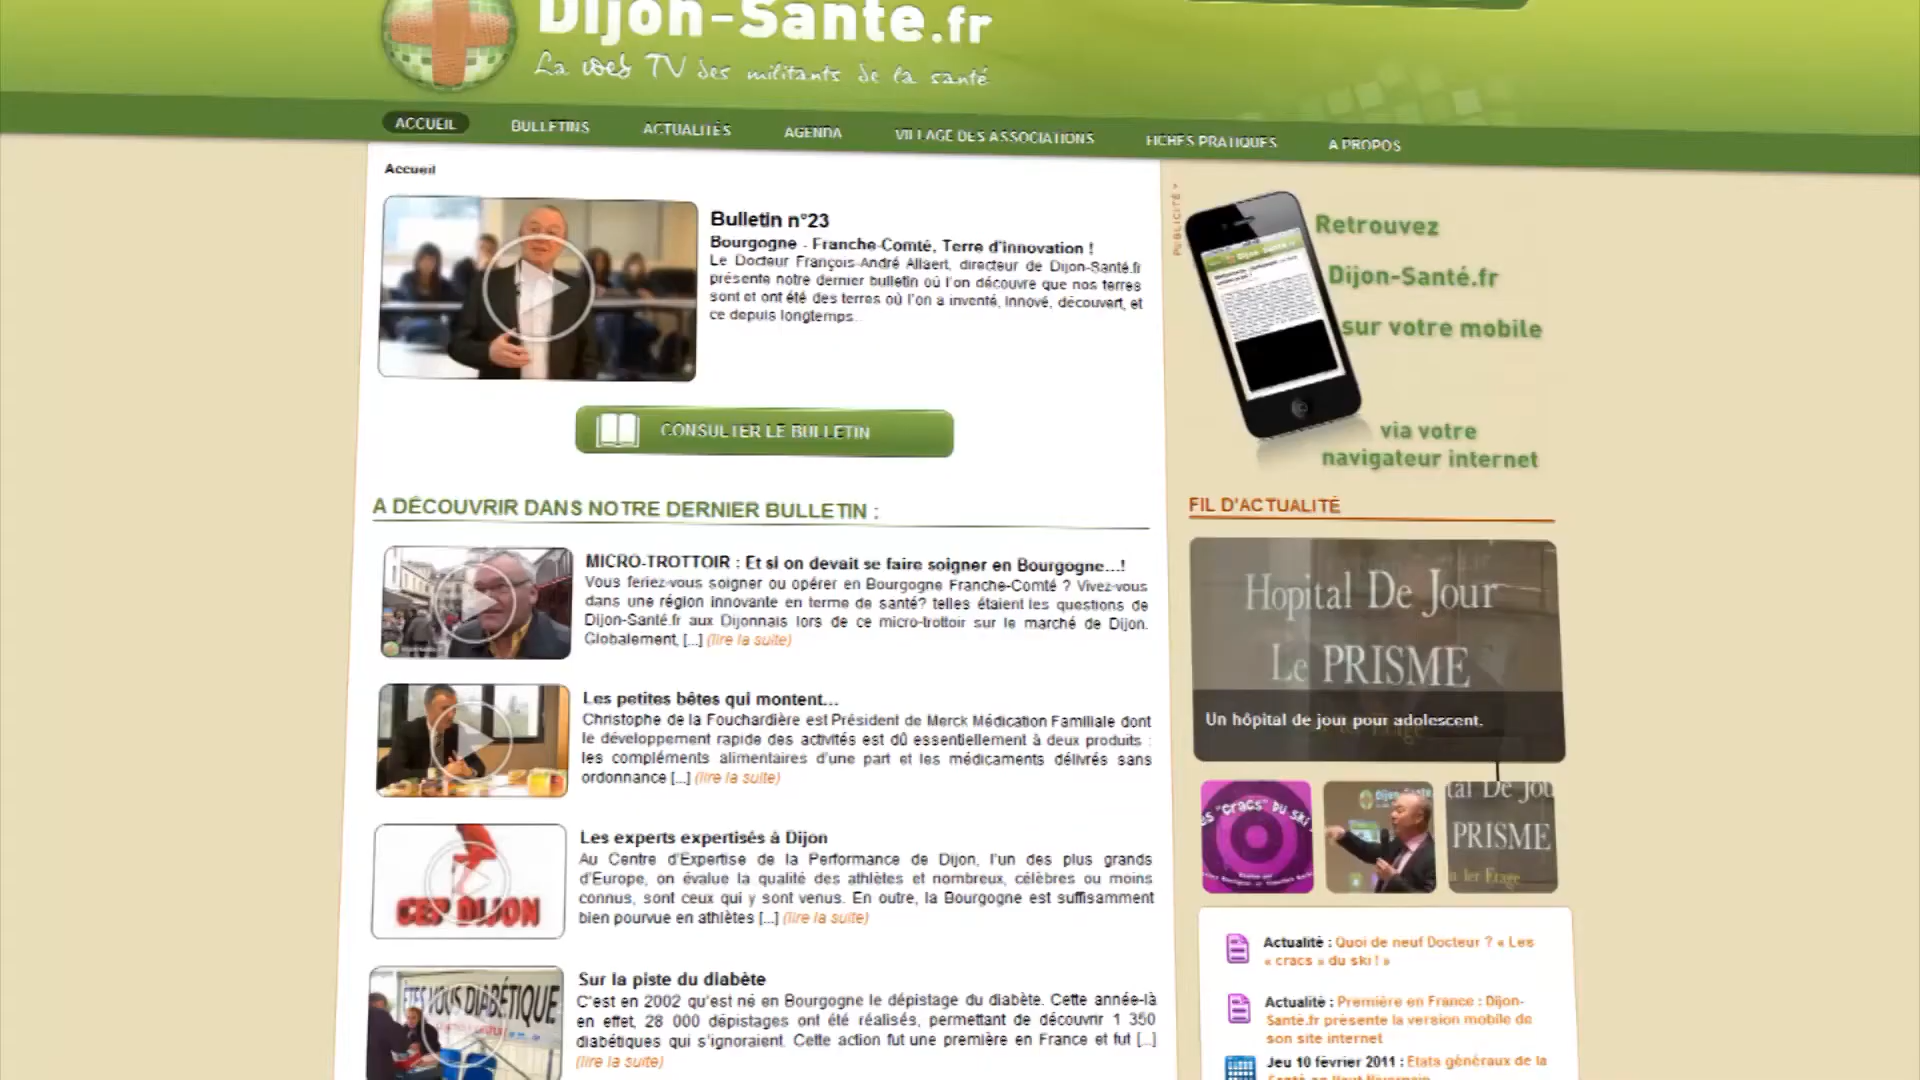 Dijon-Santé.fr
La web TV des militants de la santé
ACCUEIL BULLETINS ACTUALITÉS AGENDA VILLAGE DES ASSOCIATIONS FICHES PRATIQUES A PROPOS
Accueil
Bulletin n°23
Bourgogne - Franche-Comté, Terre d'innovation !
Le Docteur François-André Allaert, directeur de Dijon-Santé.fr
présente notre dernier bulletin où l'on découvre que nos terres
sont et ont été des terres où l'on a inventé, innové, découvert, et
ce depuis longtemps.
CONSULTER LE BULLETIN
PUBLICITÉ
Retrouvez
Dijon-Santé.fr
sur votre mobile
via votre
navigateur internet
A DÉCOUVRIR DANS NOTRE DERNIER BULLETIN :
MICRO-TROTTOIR : Et si on devait se faire soigner en Bourgogne...!
Vous feriez-vous soigner ou opérer en Bourgogne Franche-Comté ? Vivez-vous
dans une région innovante en terme de santé? telles étaient les questions de
Dijon-Santé.fr aux Dijonnais lors de ce micro-trottoir sur le marché de Dijon.
Globalement, [...] (lire la suite)
Les petites bêtes qui montent...
Christophe de la Fouchardière est Président de Merck Médication Familiale dont
le développement rapide des activités est dû essentiellement à deux produits :
les compléments alimentaires d'une part et les médicaments délivrés sans
ordonnance [...] (lire la suite)
CEP DIJON
Les experts expertisés à Dijon
Au Centre d'Expertise de la Performance de Dijon, l'un des plus grands
d'Europe, on évalue la qualité des athlètes et nombreux, célèbres ou moins
connus, sont ceux qui y sont venus. En outre, la Bourgogne est suffisamment
bien pourvue en athlètes [...] (lire la suite)
ÊTES VOUS DIABÉTIQUE
Sur la piste du diabète
C'est en 2002 qu'est né en Bourgogne le dépistage du diabète. Cette année-là
en effet, 28 000 dépistages ont été réalisés, permettant de découvrir 1 350
diabétiques qui s'ignoraient. Cette action fut une première en France et fut [...]
(lire la suite)
FIL D'ACTUALITÉ
Hopital De Jour
Le PRISME
Un hôpital de jour pour adolescent.
"cracs" du ski
Dijon-Santé
tal De Jou
PRISME
1er Etage
Actualité : Quoi de neuf Docteur ? « Les
« cracs » du ski ! »
Actualité : Première en France : Dijon-
Santé.fr présente la version mobile de
son site internet
Jeu 10 février 2011 : Etats généraux de la
Santé en Haut Nivernais